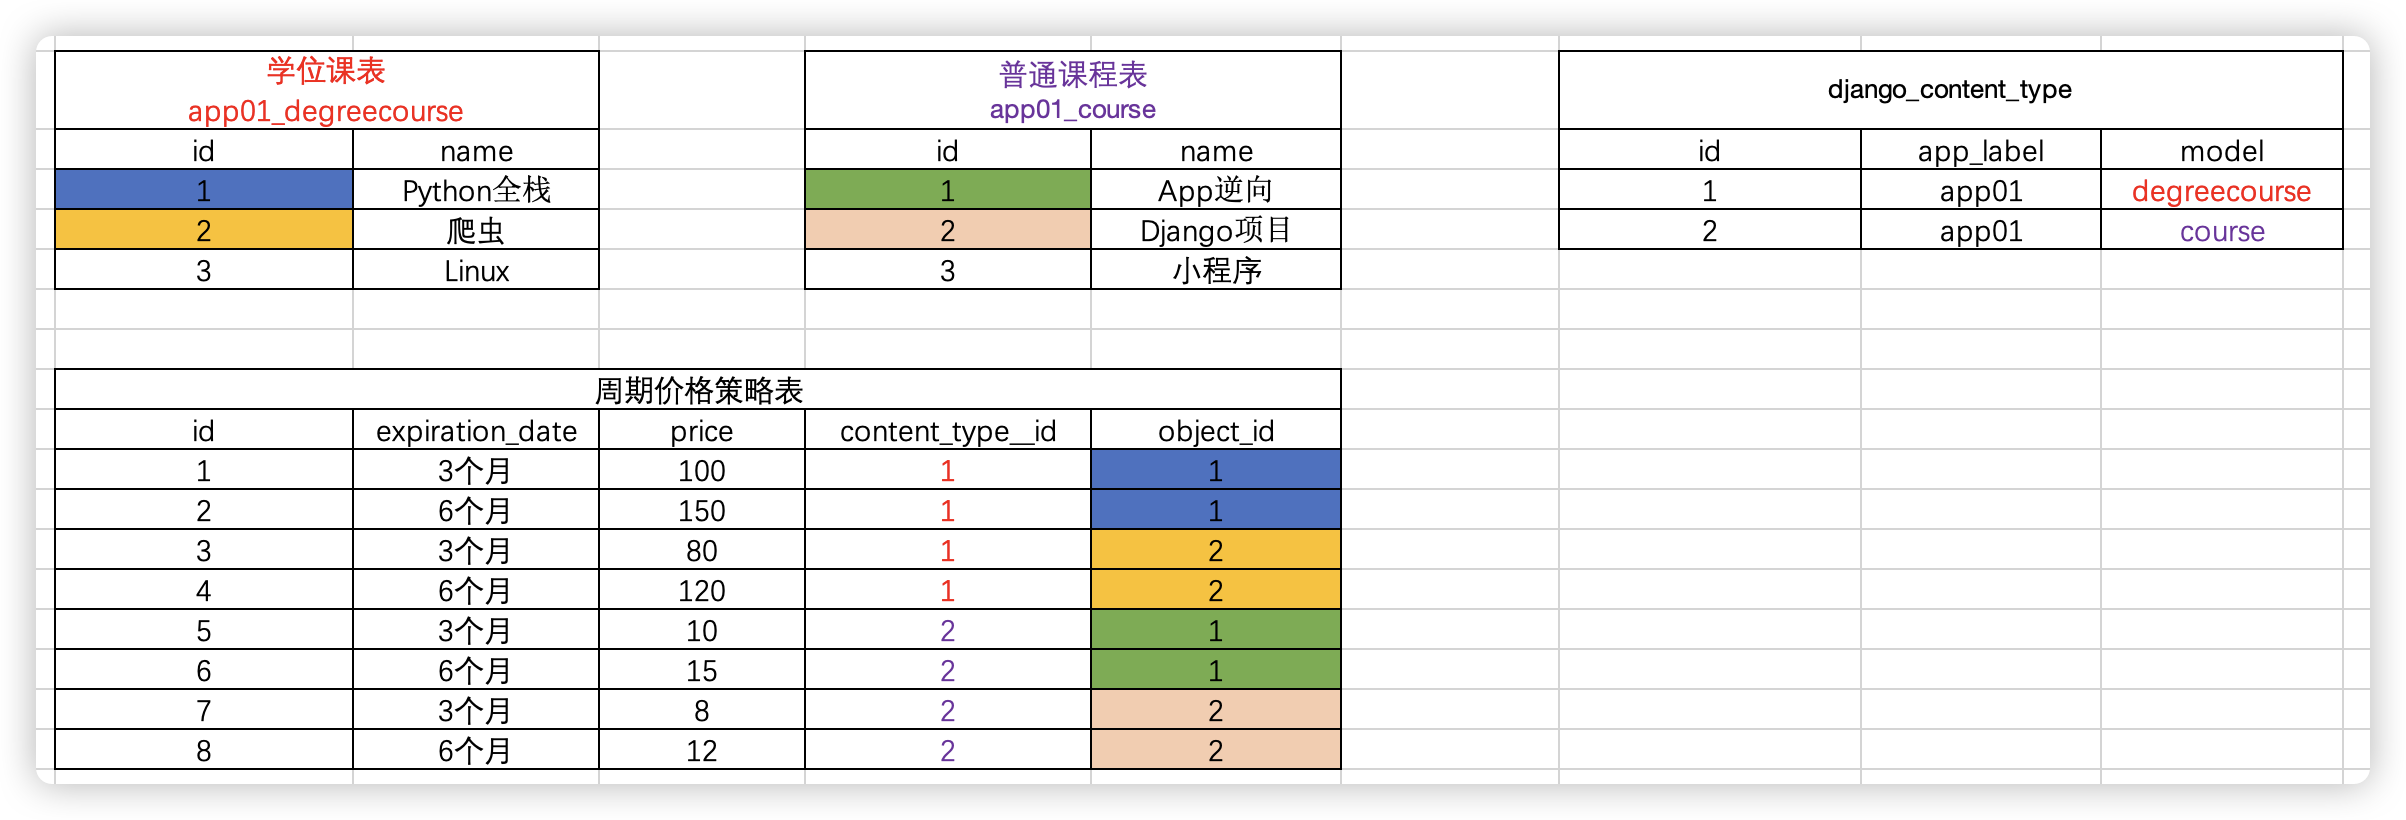 学位课表
app01_degreecourse
id name
1 Python全栈
2 爬虫
3 Linux
普通课程表
app01_course
id name
1 App逆向
2 Django项目
3 小程序
django_content_type
id app_label model
1 app01 degreecourse
2 app01 course
周期价格策略表
id expiration_date price content_type__id object_id
1 3个月 100 1 1
2 6个月 150 1 1
3 3个月 80 1 2
4 6个月 120 1 2
5 3个月 10 2 1
6 6个月 15 2 1
7 3个月 8 2 2
8 6个月 12 2 2